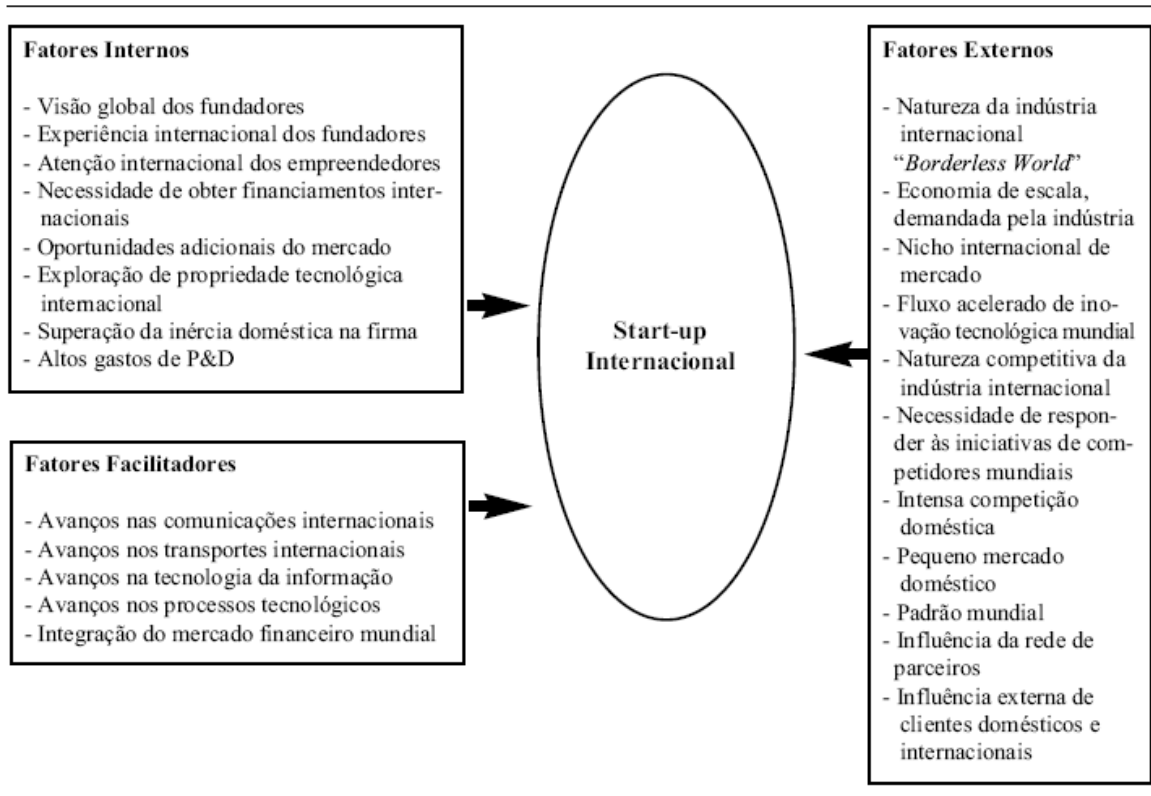 Fatores Internos
- Visão global dos fundadores
- Experiência internacional dos fundadores
- Atenção internacional dos empreendedores
- Necessidade de obter financiamentos inter-
nacionais
- Oportunidades adicionais do mercado
- Exploração de propriedade tecnológica
internacional
- Superação da inércia doméstica na firma
- Altos gastos de P&D
Fatores Facilitadores
- Avanços nas comunicações internacionais
- Avanços nos transportes internacionais
- Avanços na tecnologia da informação
- Avanços nos processos tecnológicos
- Integração do mercado financeiro mundial
Start-up
Internacional
Fatores Externos
- Natureza da indústria
internacional
“Borderless World”
- Economia de escala,
demandada pela indústria
- Nicho internacional de
mercado
- Fluxo acelerado de ino-
vação tecnológica mundial
- Natureza competitiva da
indústria internacional
- Necessidade de respon-
der às iniciativas de com-
petidores mundiais
- Intensa competição
doméstica
- Pequeno mercado
doméstico
- Padrão mundial
- Influência da rede de
parceiros
- Influência externa de
clientes domésticos e
internacionais